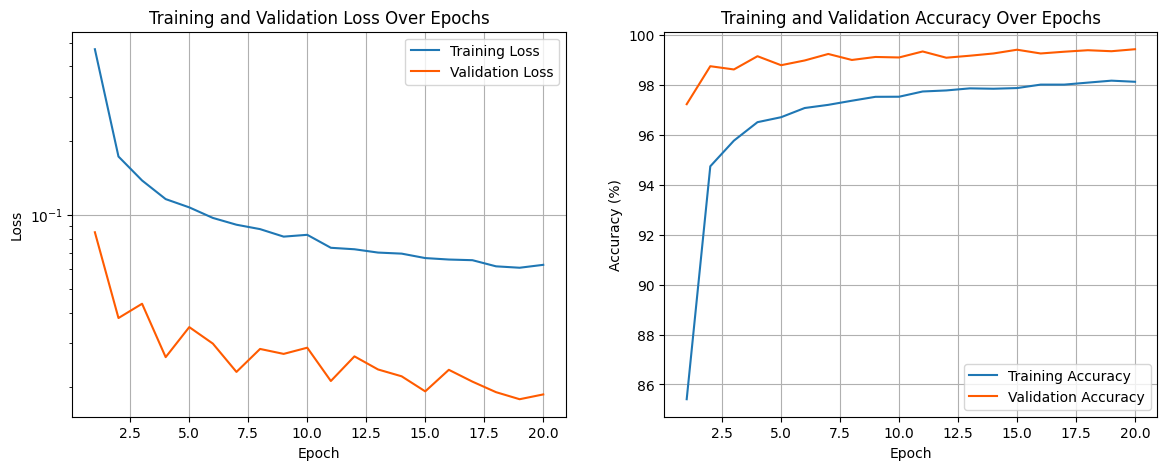 Training and Validation Loss Over Epochs
Training Loss
Validation Loss
Loss
10⁻¹
2.5 5.0 7.5 10.0 12.5 15.0 17.5 20.0
Epoch
Training and Validation Accuracy Over Epochs
Accuracy (%)
100
98
96
94
92
90
88
86
Training Accuracy
Validation Accuracy
2.5 5.0 7.5 10.0 12.5 15.0 17.5 20.0
Epoch